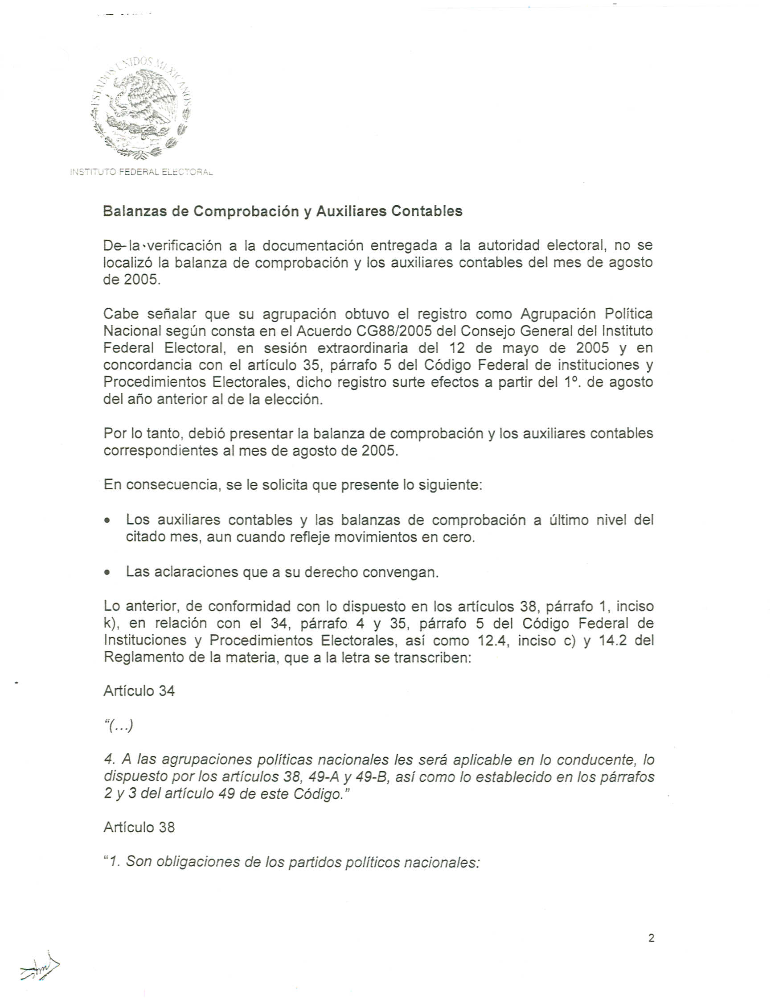 ESTADOS UNIDOS MEXICANOS
INSTITUTO FEDERAL ELECTORAL
Balanzas de Comprobación y Auxiliares Contables
De la verificación a la documentación entregada a la autoridad electoral, no se
localizó la balanza de comprobación y los auxiliares contables del mes de agosto
de 2005.
Cabe señalar que su agrupación obtuvo el registro como Agrupación Política
Nacional según consta en el Acuerdo CG88/2005 del Consejo General del Instituto
Federal Electoral, en sesión extraordinaria del 12 de mayo de 2005 y en
concordancia con el artículo 35, párrafo 5 del Código Federal de instituciones y
Procedimientos Electorales, dicho registro surte efectos a partir del 1º. de agosto
del año anterior al de la elección.
Por lo tanto, debió presentar la balanza de comprobación y los auxiliares contables
correspondientes al mes de agosto de 2005.
En consecuencia, se le solicita que presente lo siguiente:
• Los auxiliares contables y las balanzas de comprobación a último nivel del
citado mes, aun cuando refleje movimientos en cero.
• Las aclaraciones que a su derecho convengan.
Lo anterior, de conformidad con lo dispuesto en los artículos 38, párrafo 1, inciso
k), en relación con el 34, párrafo 4 y 35, párrafo 5 del Código Federal de
Instituciones y Procedimientos Electorales, así como 12.4, inciso c) y 14.2 del
Reglamento de la materia, que a la letra se transcriben:
Artículo 34
“(...)
4. A las agrupaciones políticas nacionales les será aplicable en lo conducente, lo
dispuesto por los artículos 38, 49-A y 49-B, así como lo establecido en los párrafos
2 y 3 del artículo 49 de este Código.”
Artículo 38
“1. Son obligaciones de los partidos políticos nacionales:
2